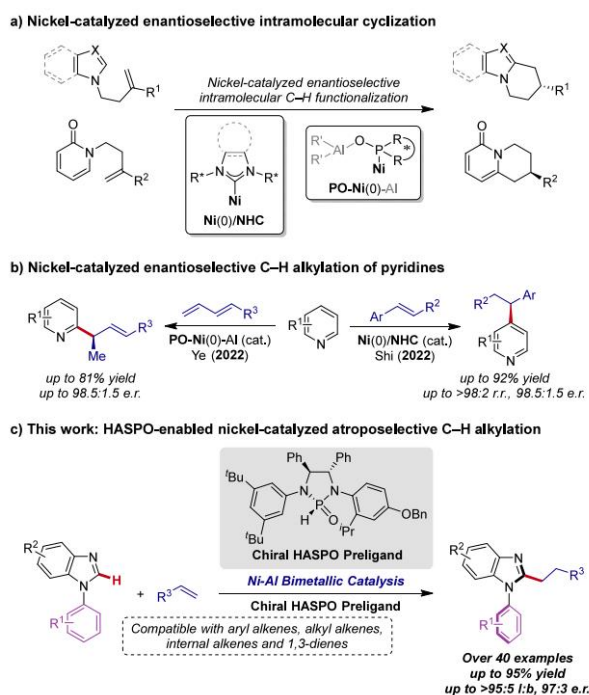 a) Nickel-catalyzed enantioselective intramolecular cyclization
X
N
R1
O
N
R2
Nickel-catalyzed enantioselective
intramolecular C–H functionalization
R*
N
N
R*
Ni
Ni(0)/NHC
R'
R'
Al
O
P
R
R
*
Ni
PO-Ni(0)-Al
X
N
R1
O
N
R2
b) Nickel-catalyzed enantioselective C–H alkylation of pyridines
R1
N
R3
Me
up to 81% yield
up to 98.5:1.5 e.r.
R3
PO-Ni(0)-Al (cat.)
Ye (2022)
R1
N
Ar
R2
Ni(0)/NHC (cat.)
Shi (2022)
R2
Ar
R1
N
up to 92% yield
up to >98:2 r.r., 98.5:1.5 e.r.
c) This work: HASPO-enabled nickel-catalyzed atroposelective C–H alkylation
Ph
Ph
tBu
N
N
P
H
O
iPr
OBn
tBu
Chiral HASPO Preligand
R2
N
H
N
R1
+
R3
Ni-Al Bimetallic Catalysis
Chiral HASPO Preligand
Compatible with aryl alkenes, alkyl alkenes,
internal alkenes and 1,3-dienes
R2
N
R3
N
R1
Over 40 examples
up to 95% yield
up to >95:5 l:b, 97:3 e.r.